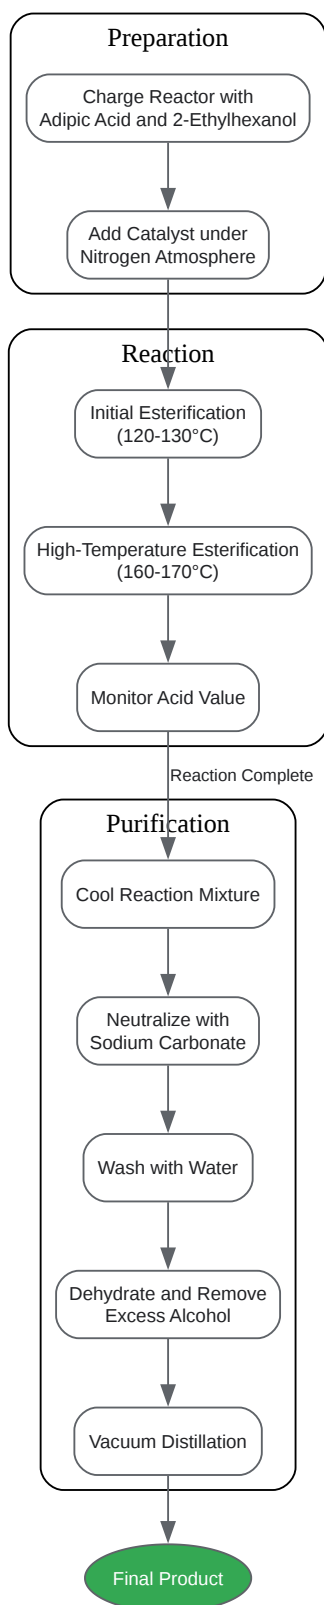 Preparation
Charge Reactor with
Adipic Acid and 2-Ethylhexanol
Add Catalyst under
Nitrogen Atmosphere
Reaction
Initial Esterification
(120-130°C)
High-Temperature Esterification
(160-170°C)
Monitor Acid Value
Reaction Complete
Purification
Cool Reaction Mixture
Neutralize with
Sodium Carbonate
Wash with Water
Dehydrate and Remove
Excess Alcohol
Vacuum Distillation
Final Product